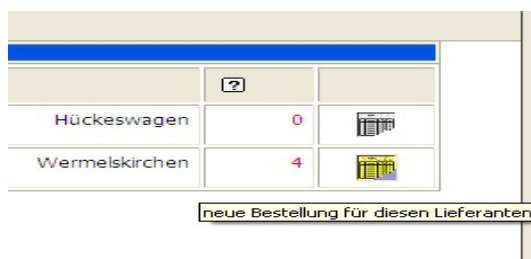 ?
Hückeswagen 0
Wermelskirchen 4
neue Bestellung für diesen Lieferanten